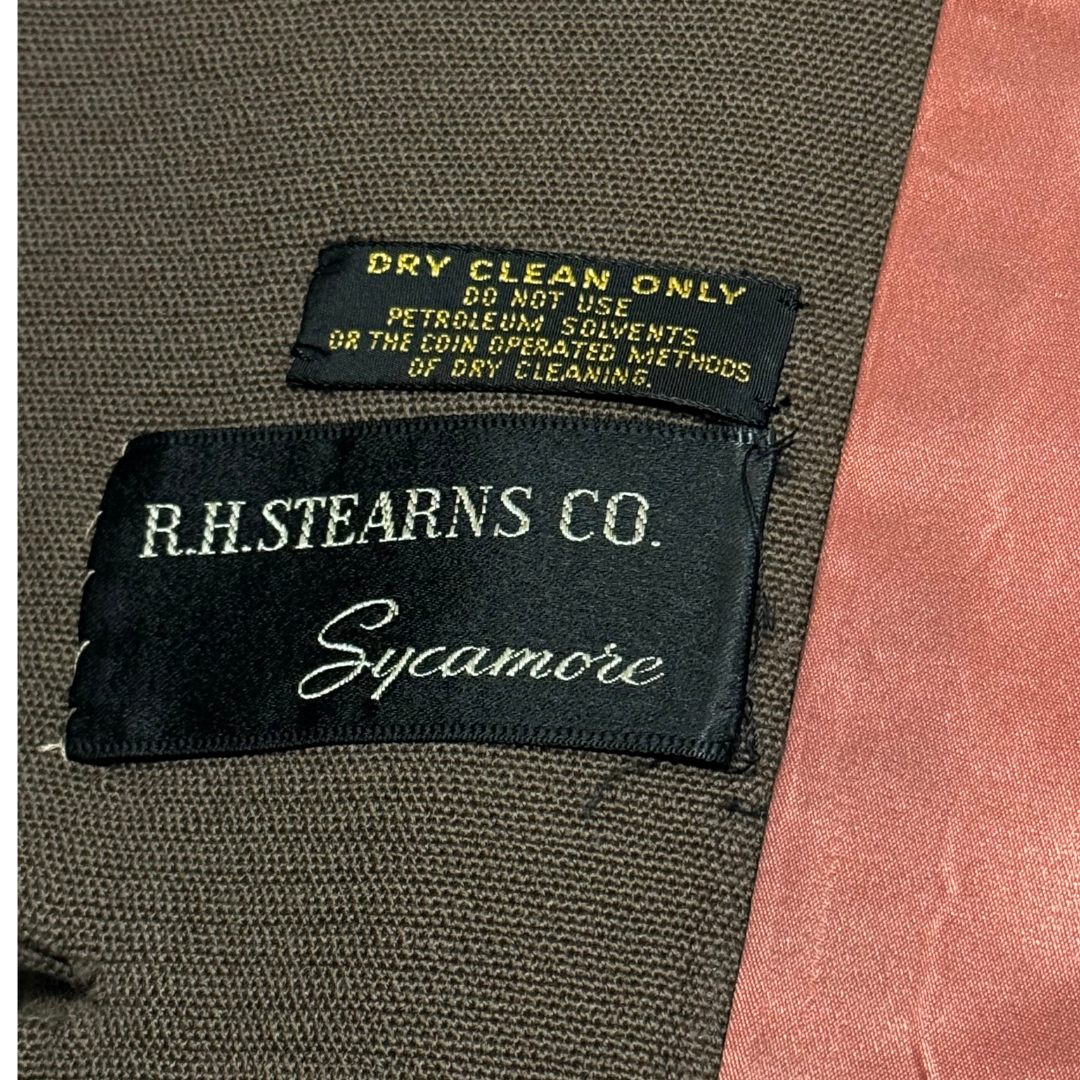 DRY CLEAN ONLY
DO NOT USE
PETROLEUM SOLVENTS
OR THE COIN OPERATED METHODS
OF DRY CLEANING.
R.H.STEARNS CO.
Sycamore